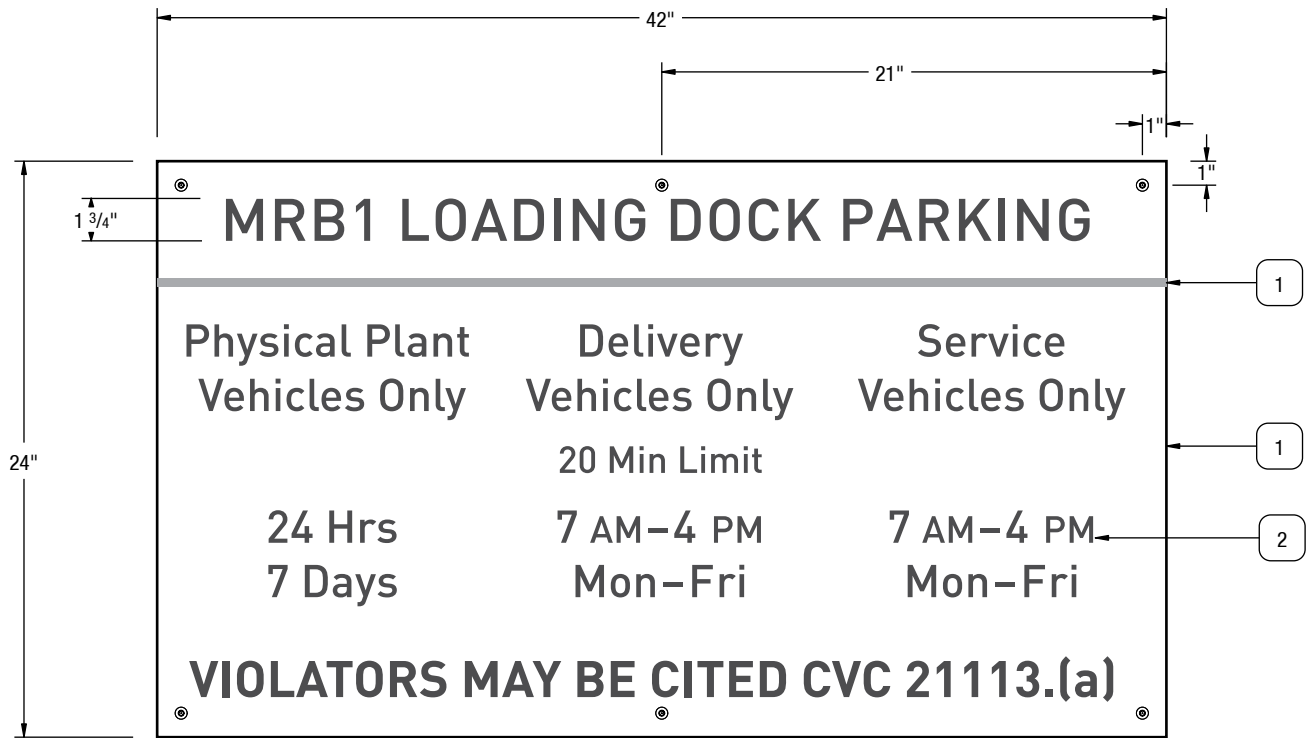 42"
21"
1"
1"
1 3/4"
MRB1 LOADING DOCK PARKING
1
Physical Plant
Vehicles Only
Delivery
Vehicles Only
20 Min Limit
Service
Vehicles Only
1
24"
24 Hrs
7 Days
7 AM–4 PM
Mon–Fri
7 AM–4 PM
Mon–Fri
2
VIOLATORS MAY BE CITED CVC 21113.(a)